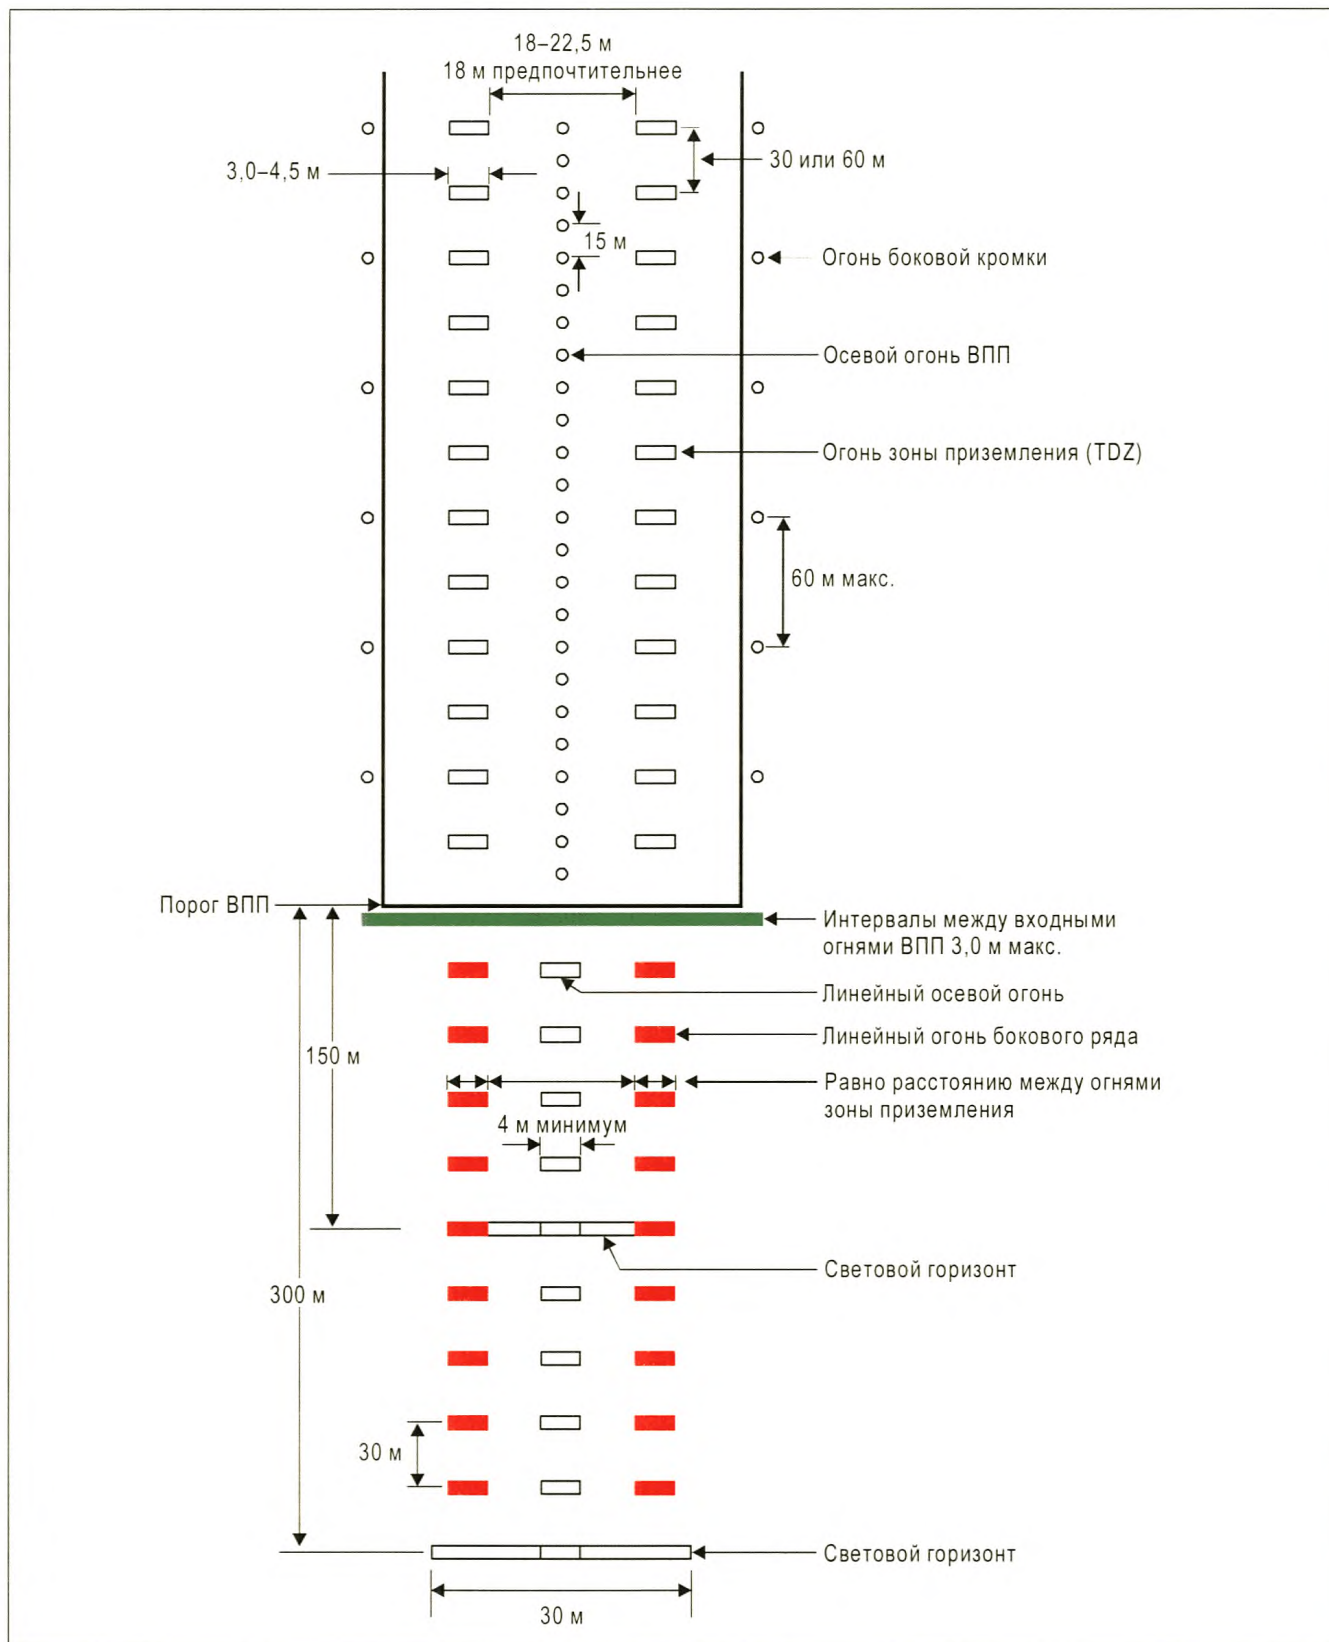 18–22,5 м
18 м предпочтительнее
3,0–4,5 м
30 или 60 м
15 м
Огонь боковой кромки
Осевой огонь ВПП
Огонь зоны приземления (TDZ)
60 м макс.
Порог ВПП
Интервалы между входными
огнями ВПП 3,0 м макс.
Линейный осевой огонь
Линейный огонь бокового ряда
150 м
Равно расстоянию между огнями
зоны приземления
4 м минимум
Световой горизонт
300 м
30 м
Световой горизонт
30 м